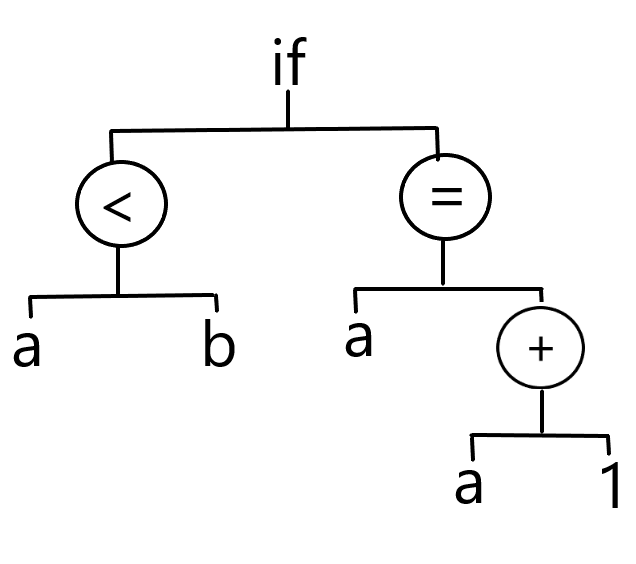 if
< =
a b a
+
a 1